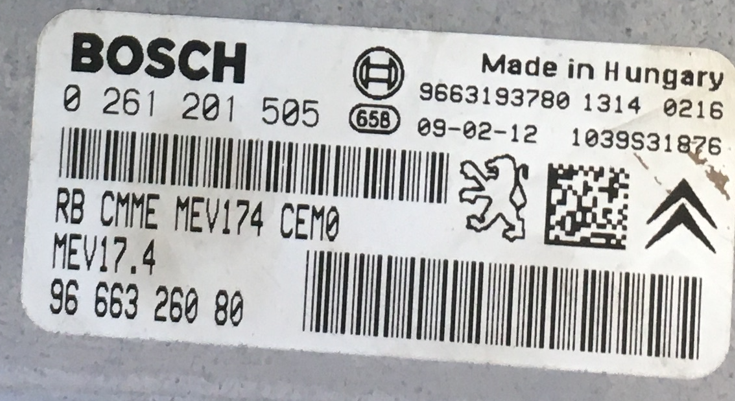 BOSCH
Made in Hungary
0 261 201 505
9663193780 1314 0216
658
09-02-12 1039S31876
RB CMME MEV174 CEM0
MEV17.4
96 663 260 80